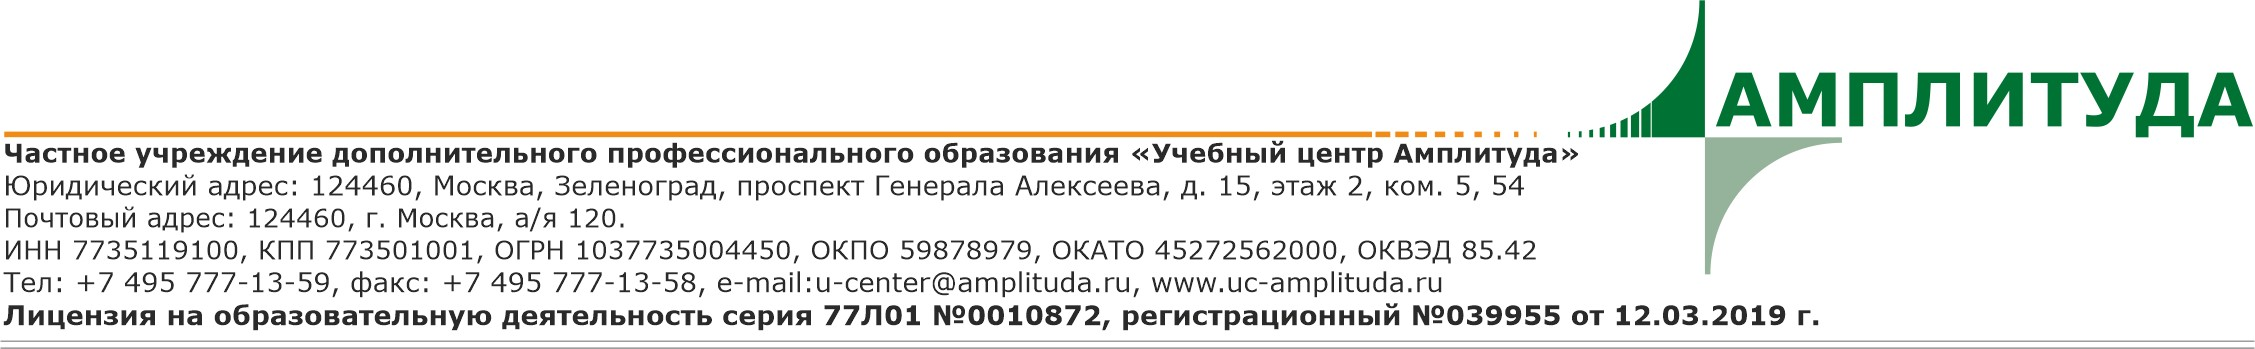 АМПЛИТУДА
Частное учреждение дополнительного профессионального образования «Учебный центр Амплитуда»
Юридический адрес: 124460, Москва, Зеленоград, проспект Генерала Алексеева, д. 15, этаж 2, ком. 5, 54
Почтовый адрес: 124460, г. Москва, а/я 120.
ИНН 7735119100, КПП 773501001, ОГРН 1037735004450, ОКПО 59878979, ОКАТО 45272562000, ОКВЭД 85.42
Тел: +7 495 777-13-59, факс: +7 495 777-13-58, e-mail:u-center@amplituda.ru, www.uc-amplituda.ru
Лицензия на образовательную деятельность серия 77Л01 №0010872, регистрационный №039955 от 12.03.2019 г.